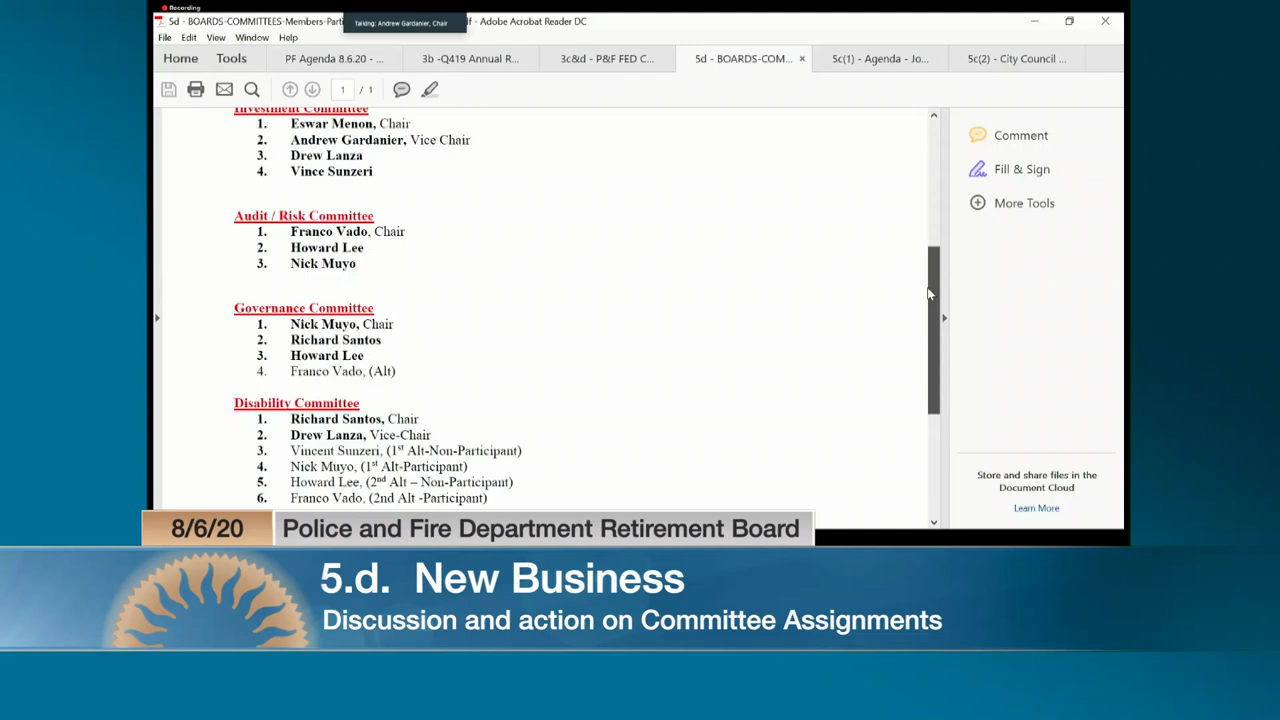 Recording
5d - BOARDS-COMMITTEES-Members-Parti
Talking: Andrew Gardanier, Chair
df - Adobe Acrobat Reader DC
File Edit View Window Help
Home Tools PF Agenda 8.6.20 - ... 3b -Q419 Annual R... 3c&d - P&F FED C... 5d - BOARDS-COM... × 5c(1) - Agenda - Jo... 5c(2) - City Council ...
1 / 1
Investment Committee
1. Eswar Menon, Chair
2. Andrew Gardanier, Vice Chair
3. Drew Lanza
4. Vince Sunzeri
Audit / Risk Committee
1. Franco Vado, Chair
2. Howard Lee
3. Nick Muyo
Governance Committee
1. Nick Muyo, Chair
2. Richard Santos
3. Howard Lee
4. Franco Vado, (Alt)
Disability Committee
1. Richard Santos, Chair
2. Drew Lanza, Vice-Chair
3. Vincent Sunzeri, (1st Alt-Non-Participant)
4. Nick Muyo, (1st Alt-Participant)
5. Howard Lee, (2nd Alt – Non-Participant)
6. Franco Vado, (2nd Alt -Participant)
Comment
Fill & Sign
More Tools
Store and share files in the
Document Cloud
Learn More
8/6/20 Police and Fire Department Retirement Board
5.d. New Business
Discussion and action on Committee Assignments